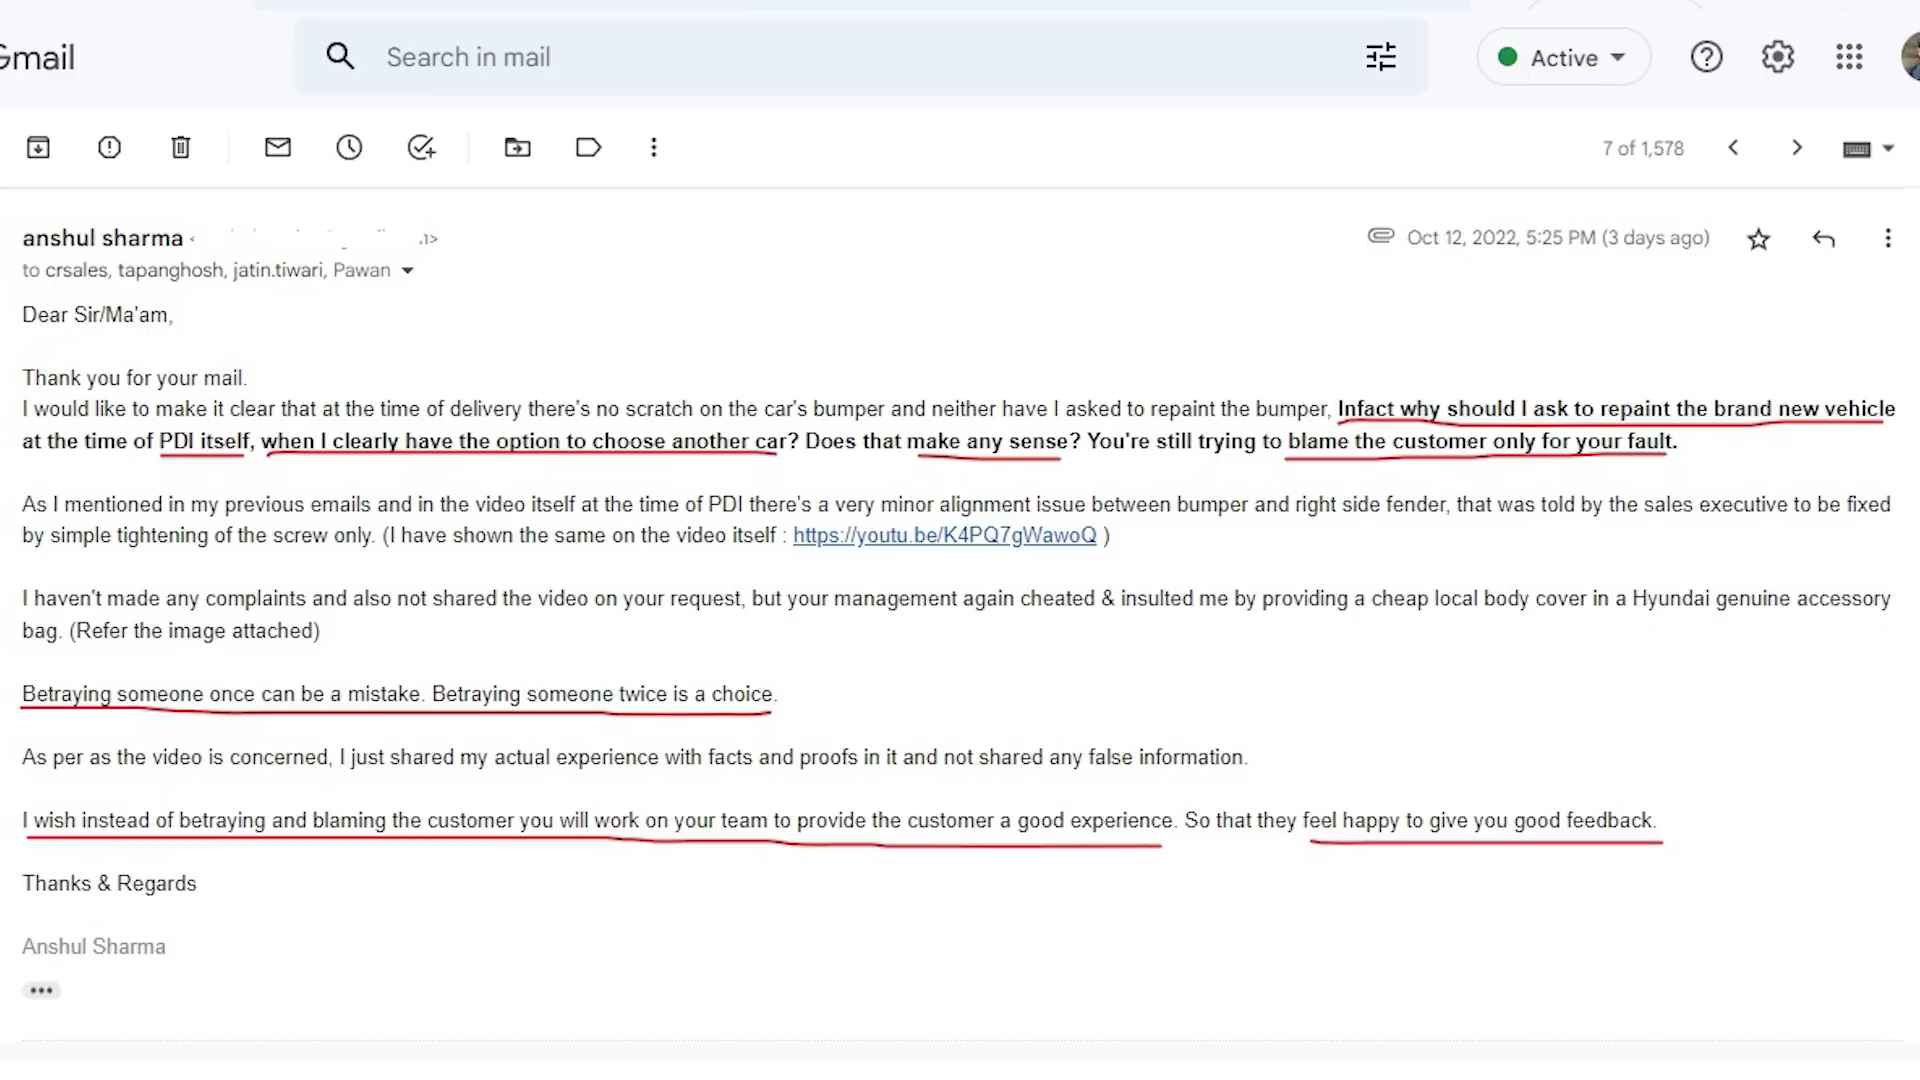 Gmail
Search in mail
Active
7 of 1,578
anshul sharma <
Oct 12, 2022, 5:25 PM (3 days ago)
to crsales, tapanghosh, jatin.tiwari, Pawan
Dear Sir/Ma'am,
Thank you for your mail.
I would like to make it clear that at the time of delivery there's no scratch on the car's bumper and neither have I asked to repaint the bumper, Infact why should I ask to repaint the brand new vehicle
at the time of PDI itself, when I clearly have the option to choose another car? Does that make any sense? You're still trying to blame the customer only for your fault.
As I mentioned in my previous emails and in the video itself at the time of PDI there's a very minor alignment issue between bumper and right side fender, that was told by the sales executive to be fixed
by simple tightening of the screw only. (I have shown the same on the video itself : https://youtu.be/K4PQ7gWawoQ )
I haven't made any complaints and also not shared the video on your request, but your management again cheated & insulted me by providing a cheap local body cover in a Hyundai genuine accessory
bag. (Refer the image attached)
Betraying someone once can be a mistake. Betraying someone twice is a choice.
As per as the video is concerned, I just shared my actual experience with facts and proofs in it and not shared any false information.
I wish instead of betraying and blaming the customer you will work on your team to provide the customer a good experience. So that they feel happy to give you good feedback.
Thanks & Regards
Anshul Sharma